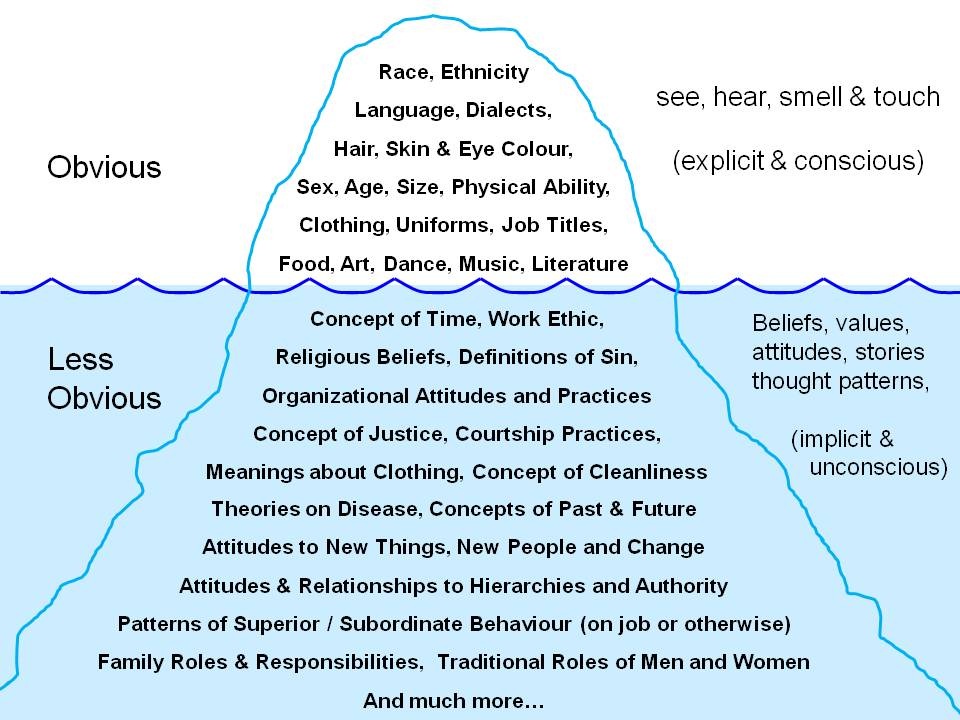 Race, Ethnicity
Language, Dialects,
Hair, Skin & Eye Colour,
Sex, Age, Size, Physical Ability,
Clothing, Uniforms, Job Titles,
Food, Art, Dance, Music, Literature
Obvious
see, hear, smell & touch
(explicit & conscious)
Concept of Time, Work Ethic,
Religious Beliefs, Definitions of Sin,
Organizational Attitudes and Practices
Concept of Justice, Courtship Practices,
Meanings about Clothing, Concept of Cleanliness
Theories on Disease, Concepts of Past & Future
Attitudes to New Things, New People and Change
Attitudes & Relationships to Hierarchies and Authority
Patterns of Superior / Subordinate Behaviour (on job or otherwise)
Family Roles & Responsibilities,  Traditional Roles of Men and Women
And much more…
Less
Obvious
Beliefs, values,
attitudes, stories
thought patterns,
(implicit &
unconscious)